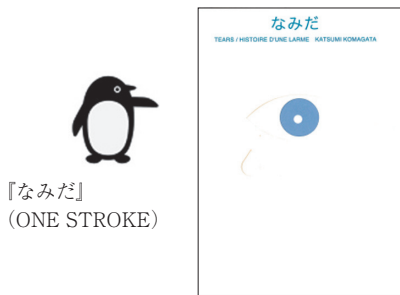 なみだ
TEARS / HISTOIRE D'UNE LARME KATSUMI KOMAGATA
『なみだ』
(ONE STROKE)